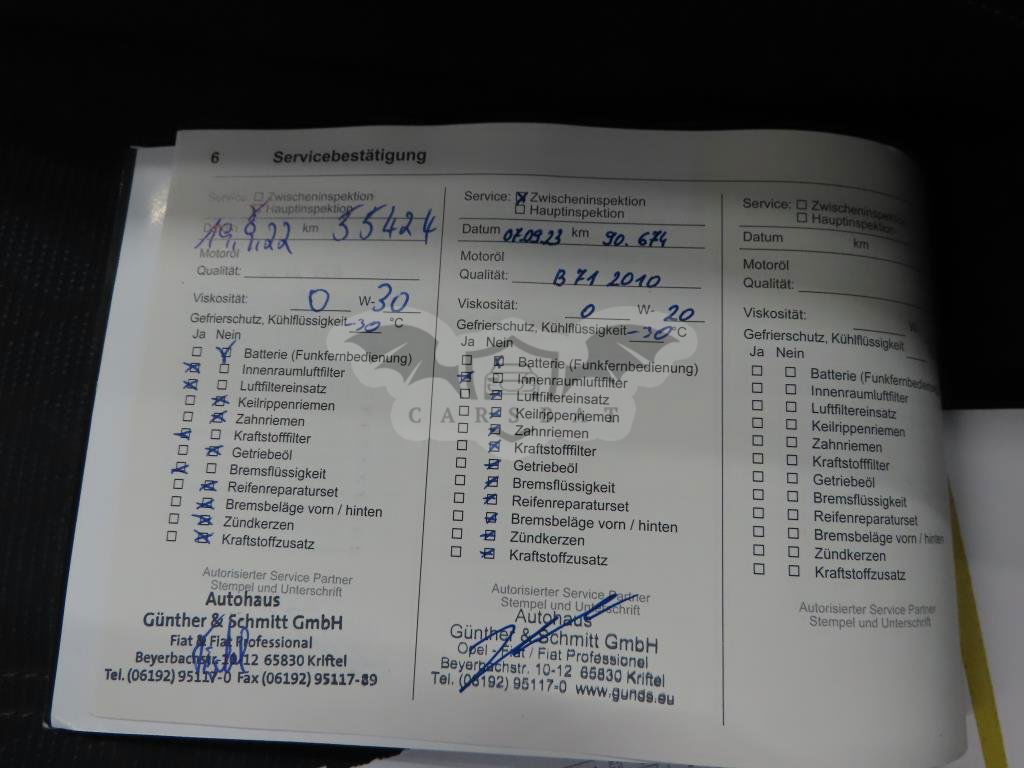 6 Servicebestätigung
Service: Zwischeninspektion
Hauptinspektion
Datum 19.9.22 km 35424
Motoröl
Qualität:
Viskosität: 0 W- 30
Gefrierschutz, Kühlflüssigkeit -30 °C
Ja Nein
Batterie (Funkfernbedienung)
Innenraumluftfilter
Luftfiltereinsatz
Keilrippenriemen
Zahnriemen
Kraftstofffilter
Getriebeöl
Bremsflüssigkeit
Reifenreparaturset
Bremsbeläge vorn / hinten
Zündkerzen
Kraftstoffzusatz
Autorisierter Service Partner
Stempel und Unterschrift
Autohaus
Günther & Schmitt GmbH
Fiat & Fiat Professional
Beyerbachstr. 10-12 65830 Kriftel
Tel. (06192) 95117-0 Fax (06192) 95117-89
Service: Zwischeninspektion
Hauptinspektion
Datum 07.09.23 km 90.674
Motoröl
Qualität: B 71 2010
Viskosität: 0 W- 20
Gefrierschutz, Kühlflüssigkeit -30 °C
Ja Nein
Batterie (Funkfernbedienung)
Innenraumluftfilter
Luftfiltereinsatz
Keilrippenriemen
Zahnriemen
Kraftstofffilter
Getriebeöl
Bremsflüssigkeit
Reifenreparaturset
Bremsbeläge vorn / hinten
Zündkerzen
Kraftstoffzusatz
Autorisierter Service Partner
Stempel und Unterschrift
Autohaus
Günther & Schmitt GmbH
Opel - Fiat / Fiat Professional
Beyerbachstr. 10-12 65830 Kriftel
Tel. (06192) 95117-0 www.gunds.eu
Service: Zwischeninspektion
Hauptinspektion
Datum km
Motoröl
Qualität:
Viskosität: W
Gefrierschutz, Kühlflüssigkeit
Ja Nein
Batterie (Funkfernbedienung
Innenraumluftfilter
Luftfiltereinsatz
Keilrippenriemen
Zahnriemen
Kraftstofffilter
Getriebeöl
Bremsflüssigkeit
Reifenreparaturset
Bremsbeläge vorn / hinten
Zündkerzen
Kraftstoffzusatz
Autorisierter Service Partner
Stempel und Unterschrift
CARSBAT